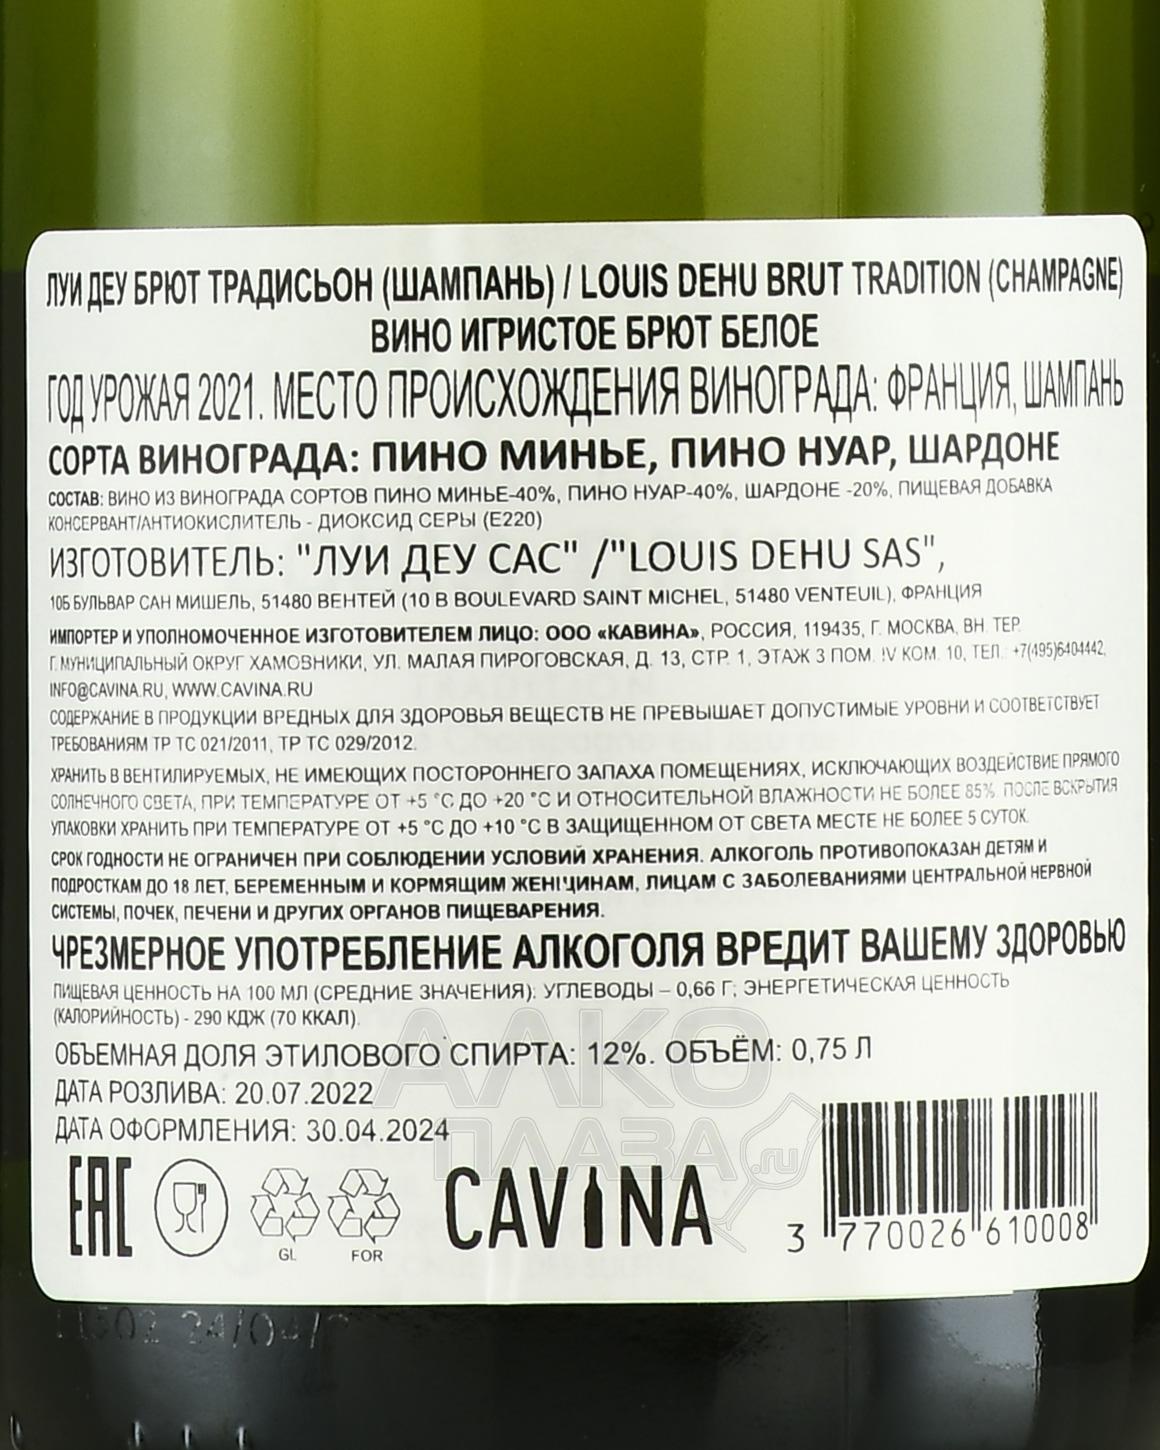 ЛУИ ДЕУ БРЮТ ТРАДИСЬОН (ШАМПАНЬ) / LOUIS DEHU BRUT TRADITION (CHAMPAGNE)
ВИНО ИГРИСТОЕ БРЮТ БЕЛОЕ
ГОД УРОЖАЯ 2021. МЕСТО ПРОИСХОЖДЕНИЯ ВИНОГРАДА: ФРАНЦИЯ, ШАМПАНЬ
СОРТА ВИНОГРАДА: ПИНО МИНЬЕ, ПИНО НУАР, ШАРДОНЕ
СОСТАВ: ВИНО ИЗ ВИНОГРАДА СОРТОВ ПИНО МИНЬЕ-40%, ПИНО НУАР-40%, ШАРДОНЕ -20%, ПИЩЕВАЯ ДОБАВКА
КОНСЕРВАНТ/АНТИОКИСЛИТЕЛЬ - ДИОКСИД СЕРЫ (E220)
ИЗГОТОВИТЕЛЬ: "ЛУИ ДЕУ САС" /"LOUIS DEHU SAS",
10Б БУЛЬВАР САН МИШЕЛЬ, 51480 ВЕНТЕЙ (10 B BOULEVARD SAINT MICHEL, 51480 VENTEUIL), ФРАНЦИЯ
ИМПОРТЕР И УПОЛНОМОЧЕННОЕ ИЗГОТОВИТЕЛЕМ ЛИЦО: ООО «КАВИНА», РОССИЯ, 119435, Г. МОСКВА, ВН. ТЕР.
Г. МУНИЦИПАЛЬНЫЙ ОКРУГ ХАМОВНИКИ, УЛ. МАЛАЯ ПИРОГОВСКАЯ, Д. 13, СТР. 1, ЭТАЖ 3 ПОМ. IV КОМ. 10, ТЕЛ.: +7(495)6404442,
INFO@CAVINA.RU, WWW.CAVINA.RU
СОДЕРЖАНИЕ В ПРОДУКЦИИ ВРЕДНЫХ ДЛЯ ЗДОРОВЬЯ ВЕЩЕСТВ НЕ ПРЕВЫШАЕТ ДОПУСТИМЫЕ УРОВНИ И СООТВЕТСТВУЕТ
ТРЕБОВАНИЯМ ТР ТС 021/2011, ТР ТС 029/2012.
ХРАНИТЬ В ВЕНТИЛИРУЕМЫХ, НЕ ИМЕЮЩИХ ПОСТОРОННЕГО ЗАПАХА ПОМЕЩЕНИЯХ, ИСКЛЮЧАЮЩИХ ВОЗДЕЙСТВИЕ ПРЯМОГО
СОЛНЕЧНОГО СВЕТА, ПРИ ТЕМПЕРАТУРЕ ОТ +5 °С ДО +20 °С И ОТНОСИТЕЛЬНОЙ ВЛАЖНОСТИ НЕ БОЛЕЕ 85%. ПОСЛЕ ВСКРЫТИЯ
УПАКОВКИ ХРАНИТЬ ПРИ ТЕМПЕРАТУРЕ ОТ +5 °С ДО +10 °С В ЗАЩИЩЕННОМ ОТ СВЕТА МЕСТЕ НЕ БОЛЕЕ 5 СУТОК.
СРОК ГОДНОСТИ НЕ ОГРАНИЧЕН ПРИ СОБЛЮДЕНИИ УСЛОВИЙ ХРАНЕНИЯ. АЛКОГОЛЬ ПРОТИВОПОКАЗАН ДЕТЯМ И
ПОДРОСТКАМ ДО 18 ЛЕТ, БЕРЕМЕННЫМ И КОРМЯЩИМ ЖЕНЩИНАМ, ЛИЦАМ С ЗАБОЛЕВАНИЯМИ ЦЕНТРАЛЬНОЙ НЕРВНОЙ
СИСТЕМЫ, ПОЧЕК, ПЕЧЕНИ И ДРУГИХ ОРГАНОВ ПИЩЕВАРЕНИЯ.
ЧРЕЗМЕРНОЕ УПОТРЕБЛЕНИЕ АЛКОГОЛЯ ВРЕДИТ ВАШЕМУ ЗДОРОВЬЮ
ПИЩЕВАЯ ЦЕННОСТЬ НА 100 МЛ (СРЕДНИЕ ЗНАЧЕНИЯ): УГЛЕВОДЫ – 0,66 Г; ЭНЕРГЕТИЧЕСКАЯ ЦЕННОСТЬ
(КАЛОРИЙНОСТЬ) - 290 КДЖ (70 ККАЛ).
ОБЪЕМНАЯ ДОЛЯ ЭТИЛОВОГО СПИРТА: 12%. ОБЪЁМ: 0,75 Л
ДАТА РОЗЛИВА: 20.07.2022
ДАТА ОФОРМЛЕНИЯ: 30.04.2024
АЛКО
ПЛАЗА.ru
EAC
GL
FOR
CAVINA
3 770026 610008